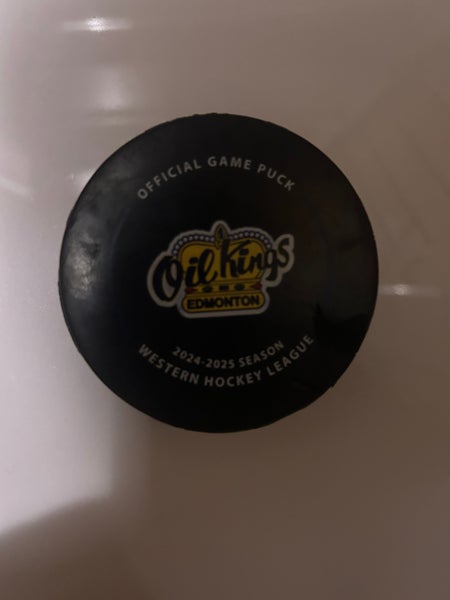 OFFICIAL GAME PUCK
Oil Kings
EDMONTON
2024-2025 SEASON
WESTERN HOCKEY LEAGUE